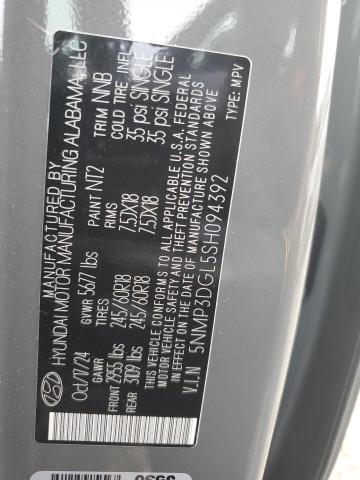 MANUFACTURED BY
HYUNDAI MOTOR MANUFACTURING ALABAMA, LLC
Oct/17/24 GVWR 5677 lbs PAINT NT2 TRIM NNB
GAWR TIRES RIMS COLD TIRE INFL
FRONT 2955 lbs 245/60R18 7.5JX18 35 psi SINGLE
REAR 3109 lbs 245/60R18 7.5JX18 35 psi SINGLE
THIS VEHICLE CONFORMS TO ALL APPLICABLE U.S.A. FEDERAL
MOTOR VEHICLE SAFETY AND THEFT PREVENTION STANDARDS
IN EFFECT ON THE DATE OF MANUFACTURE SHOWN ABOVE
V.I.N 5NMP3DGL5SH094392 TYPE: MPV